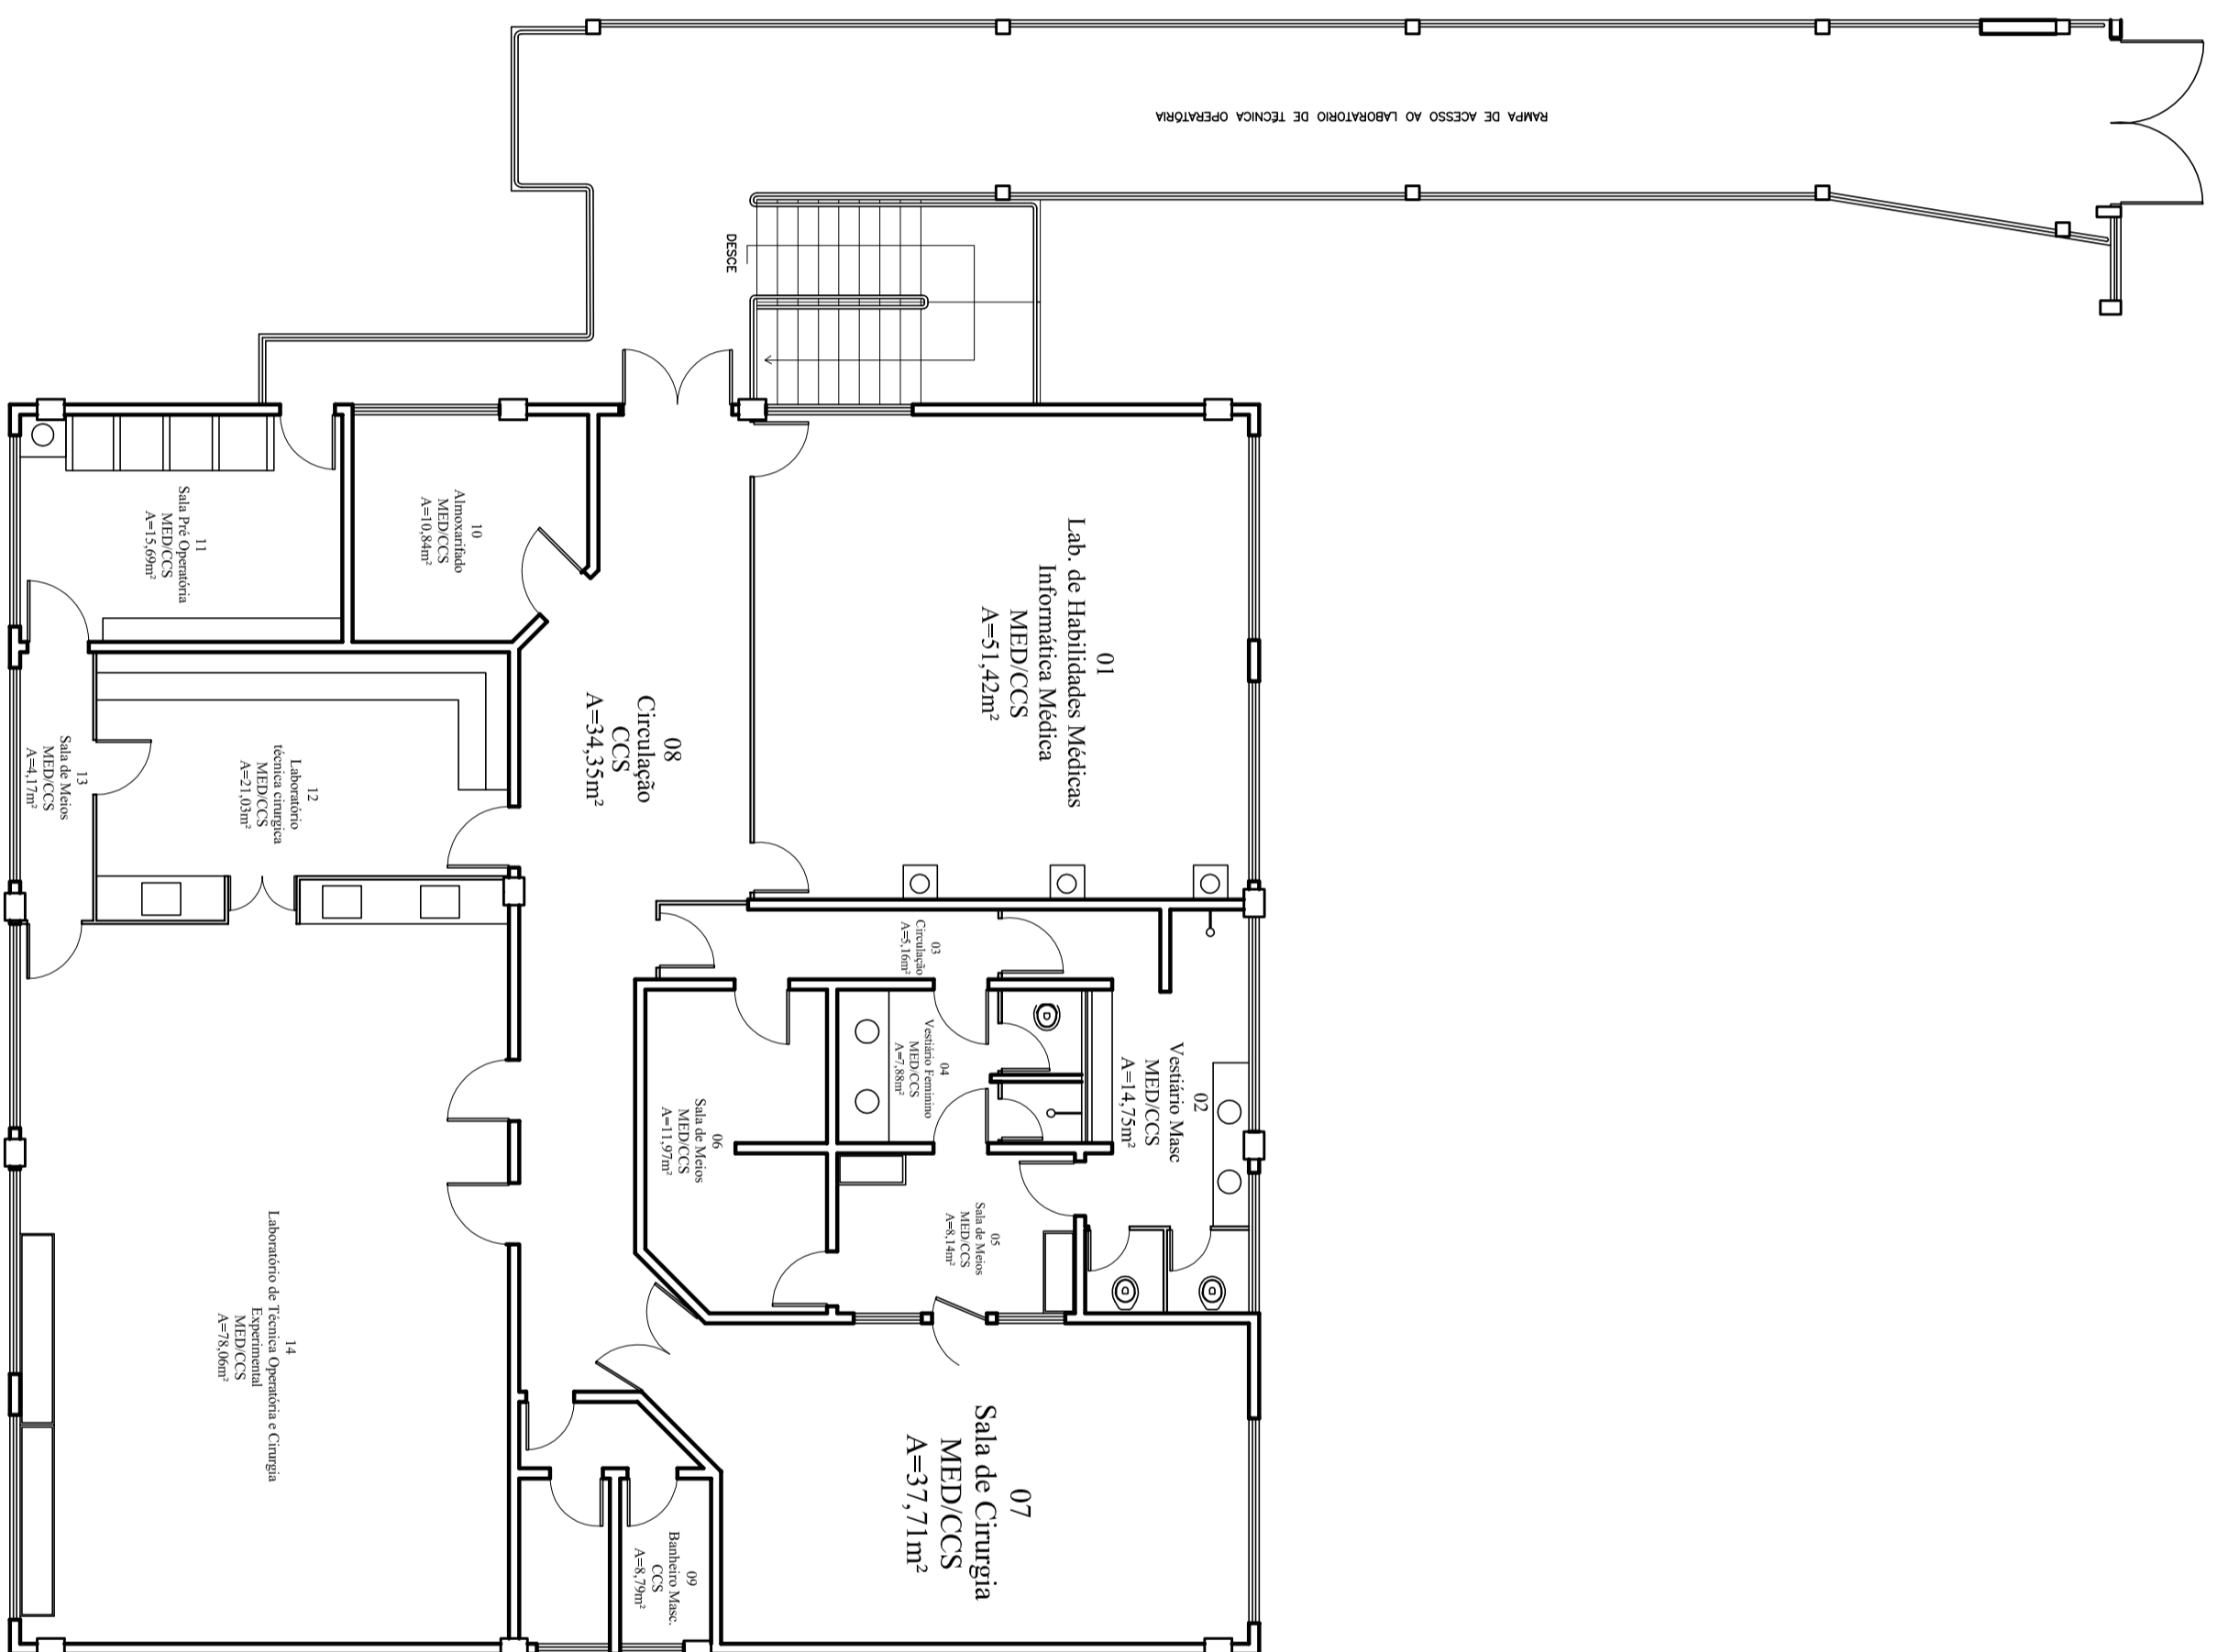 RAMPA DE ACESSO AO LABORATORIO DE TÉCNICA OPERATÓRIA
DESCE
01
Lab. de Habilidades Médicas
Informática Médica
MED/CCS
A=51,42m²
02
Vestiário Masc
MED/CCS
A=14,75m²
03
Circulação
A=5,16m²
04
Vestiário Feminino
MED/CCS
A=7,88m²
05
Sala de Meios
MED/CCS
A=8,14m²
06
Sala de Meios
MED/CCS
A=11,97m²
07
Sala de Cirurgia
MED/CCS
A=37,71m²
08
Circulação
CCS
A=34,35m²
09
Banheiro Masc.
CCS
A=8,79m²
10
Almoxarifado
MED/CCS
A=10,84m²
11
Sala Pré Operatória
MED/CCS
A=15,69m²
12
Laboratório
técnica cirurgica
MED/CCS
A=21,03m²
13
Sala de Meios
MED/CCS
A=4,17m²
14
Laboratório de Técnica Operatória e Cirurgia
Experimental
MED/CCS
A=78,06m²